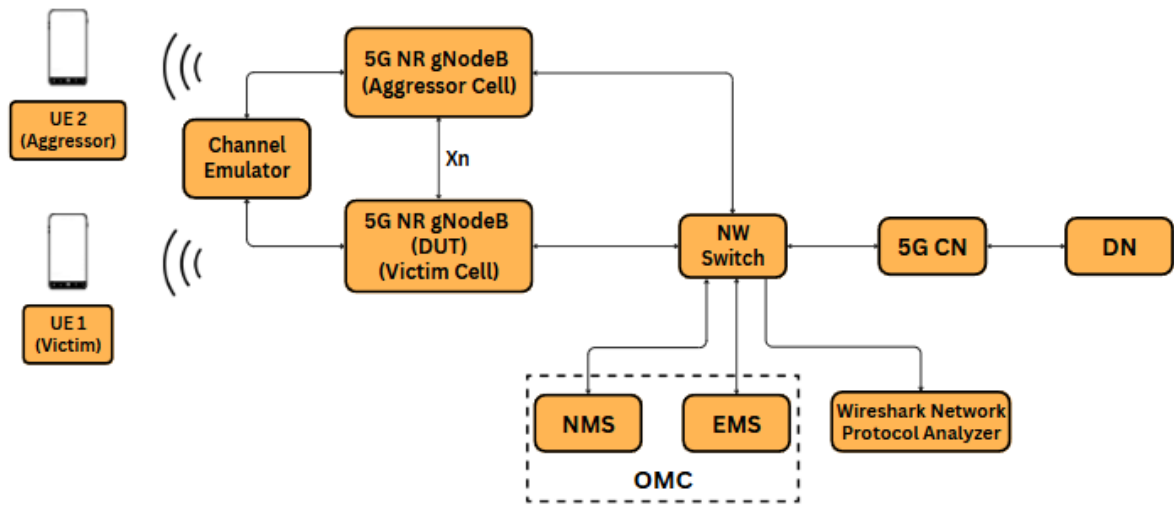 UE 2
(Aggressor)
5G NR gNodeB
(Aggressor Cell)
Channel
Emulator
Xn
UE 1
(Victim)
5G NR gNodeB
(DUT)
(Victim Cell)
NW
Switch
5G CN
DN
NMS
EMS
OMC
Wireshark Network
Protocol Analyzer